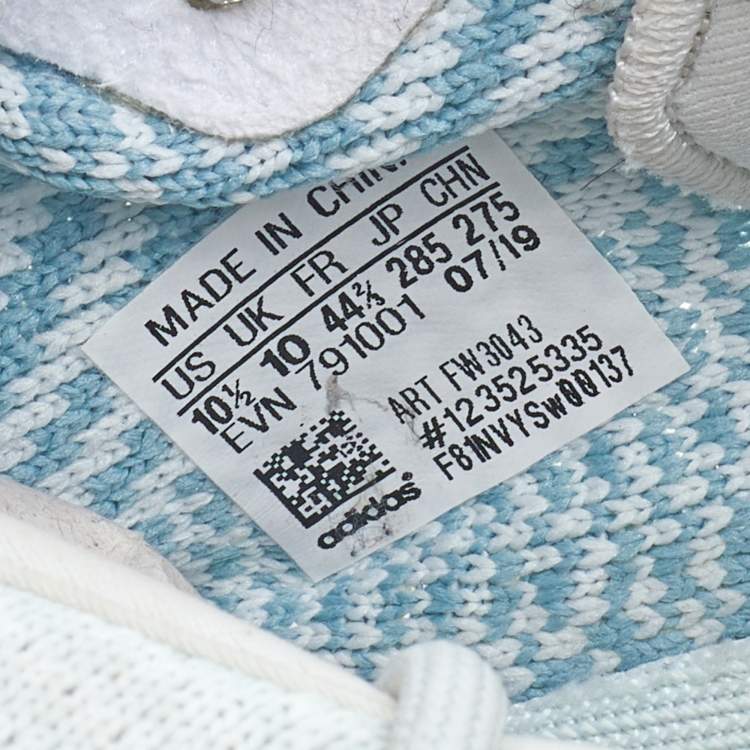 MADE IN CHINA
US UK FR JP CHN
10½ 10 44⅔ 285 275
EVN 791001 07/19
ART FW3043
#123525335
F81NVYSW00137
adidas®